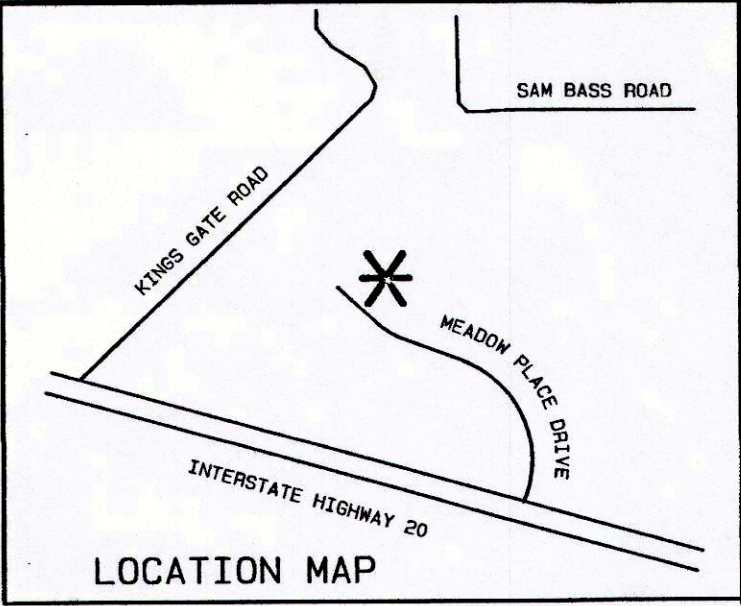 SAM BASS ROAD
KINGS GATE ROAD
MEADOW PLACE DRIVE
INTERSTATE HIGHWAY 20
LOCATION MAP